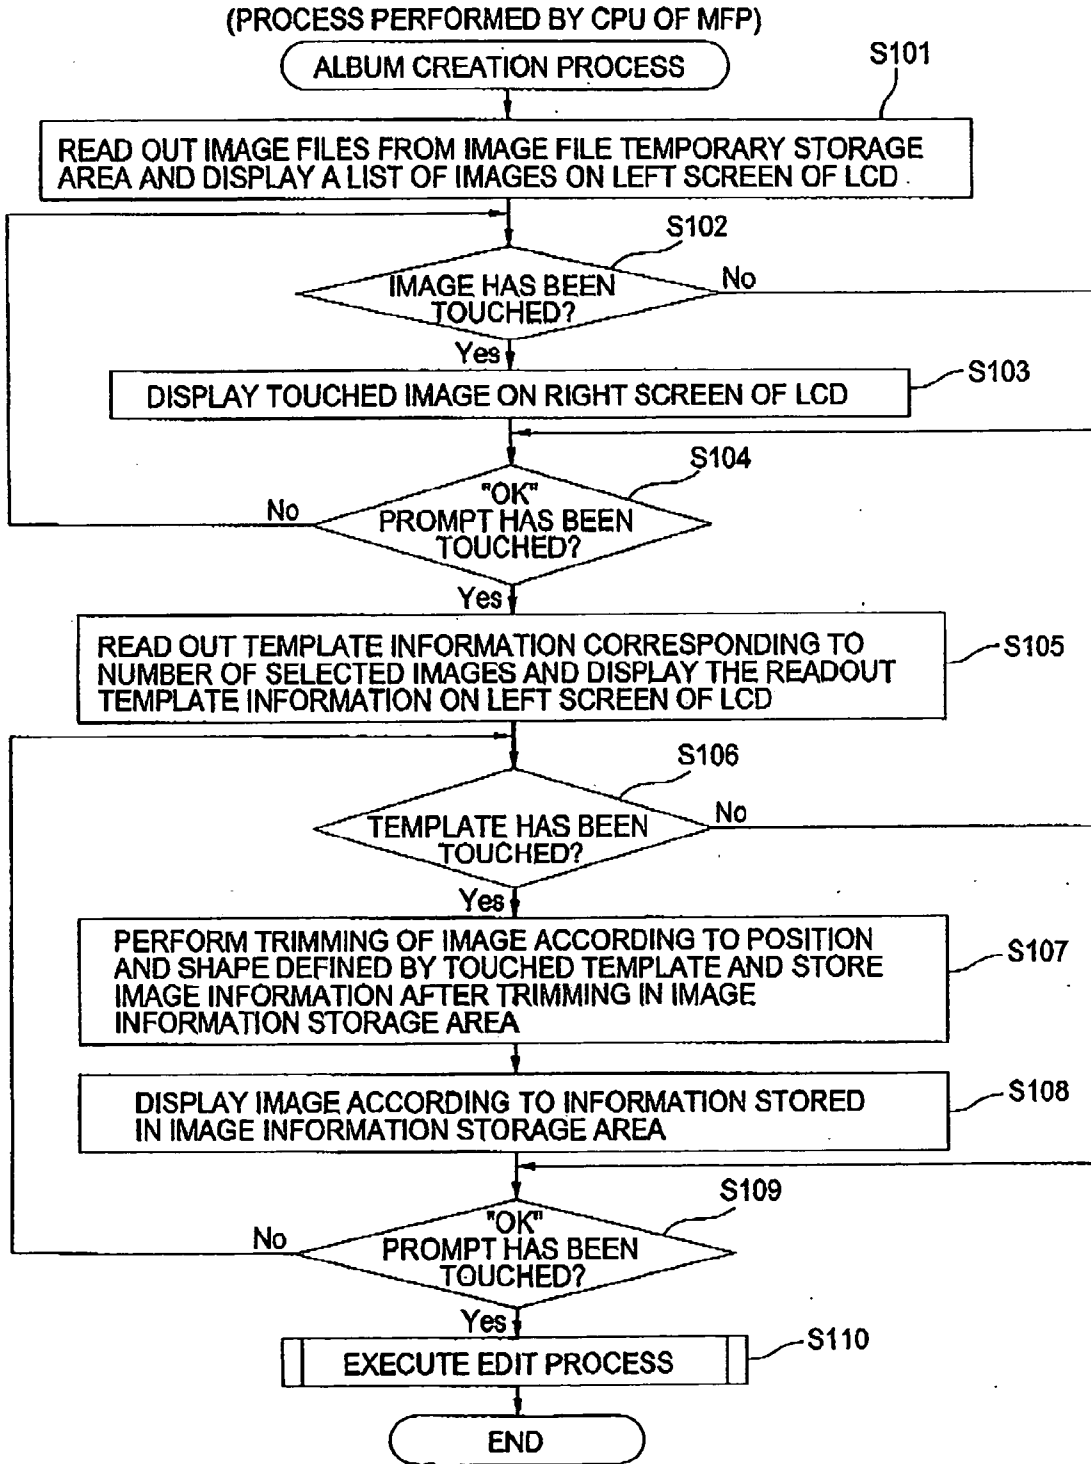 (PROCESS PERFORMED BY CPU OF MFP)
ALBUM CREATION PROCESS
S101
READ OUT IMAGE FILES FROM IMAGE FILE TEMPORARY STORAGE
AREA AND DISPLAY A LIST OF IMAGES ON LEFT SCREEN OF LCD
S102
IMAGE HAS BEEN
TOUCHED?
No
Yes
S103
DISPLAY TOUCHED IMAGE ON RIGHT SCREEN OF LCD
S104
"OK"
PROMPT HAS BEEN
TOUCHED?
No
Yes
S105
READ OUT TEMPLATE INFORMATION CORRESPONDING TO
NUMBER OF SELECTED IMAGES AND DISPLAY THE READOUT
TEMPLATE INFORMATION ON LEFT SCREEN OF LCD
S106
TEMPLATE HAS BEEN
TOUCHED?
No
Yes
S107
PERFORM TRIMMING OF IMAGE ACCORDING TO POSITION
AND SHAPE DEFINED BY TOUCHED TEMPLATE AND STORE
IMAGE INFORMATION AFTER TRIMMING IN IMAGE
INFORMATION STORAGE AREA
S108
DISPLAY IMAGE ACCORDING TO INFORMATION STORED
IN IMAGE INFORMATION STORAGE AREA
S109
"OK"
PROMPT HAS BEEN
TOUCHED?
No
Yes
S110
EXECUTE EDIT PROCESS
END